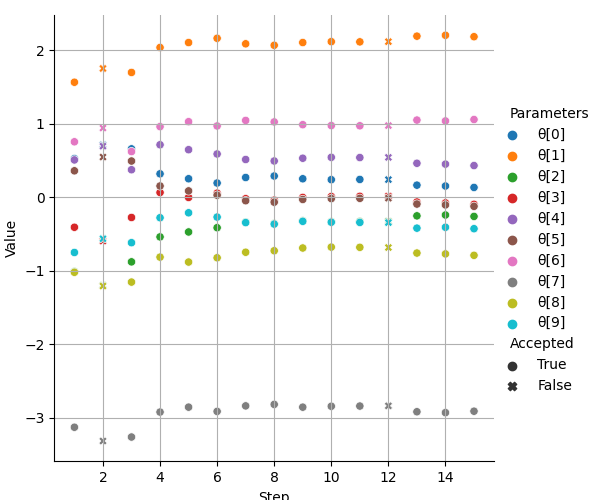 2
1
0
−1
−2
−3
Value
2
4
6
8
10
12
14
Step
Parameters
θ[0]
θ[1]
θ[2]
θ[3]
θ[4]
θ[5]
θ[6]
θ[7]
θ[8]
θ[9]
Accepted
True
False